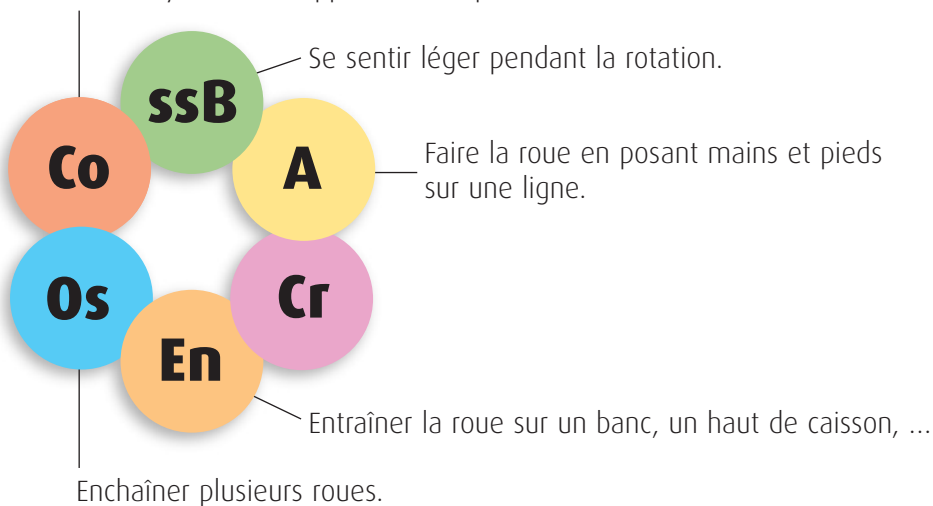 Se sentir léger pendant la rotation.
ssB
Co
A
Faire la roue en posant mains et pieds
sur une ligne.
Os
Cr
En
Entraîner la roue sur un banc, un haut de caisson, ...
Enchaîner plusieurs roues.